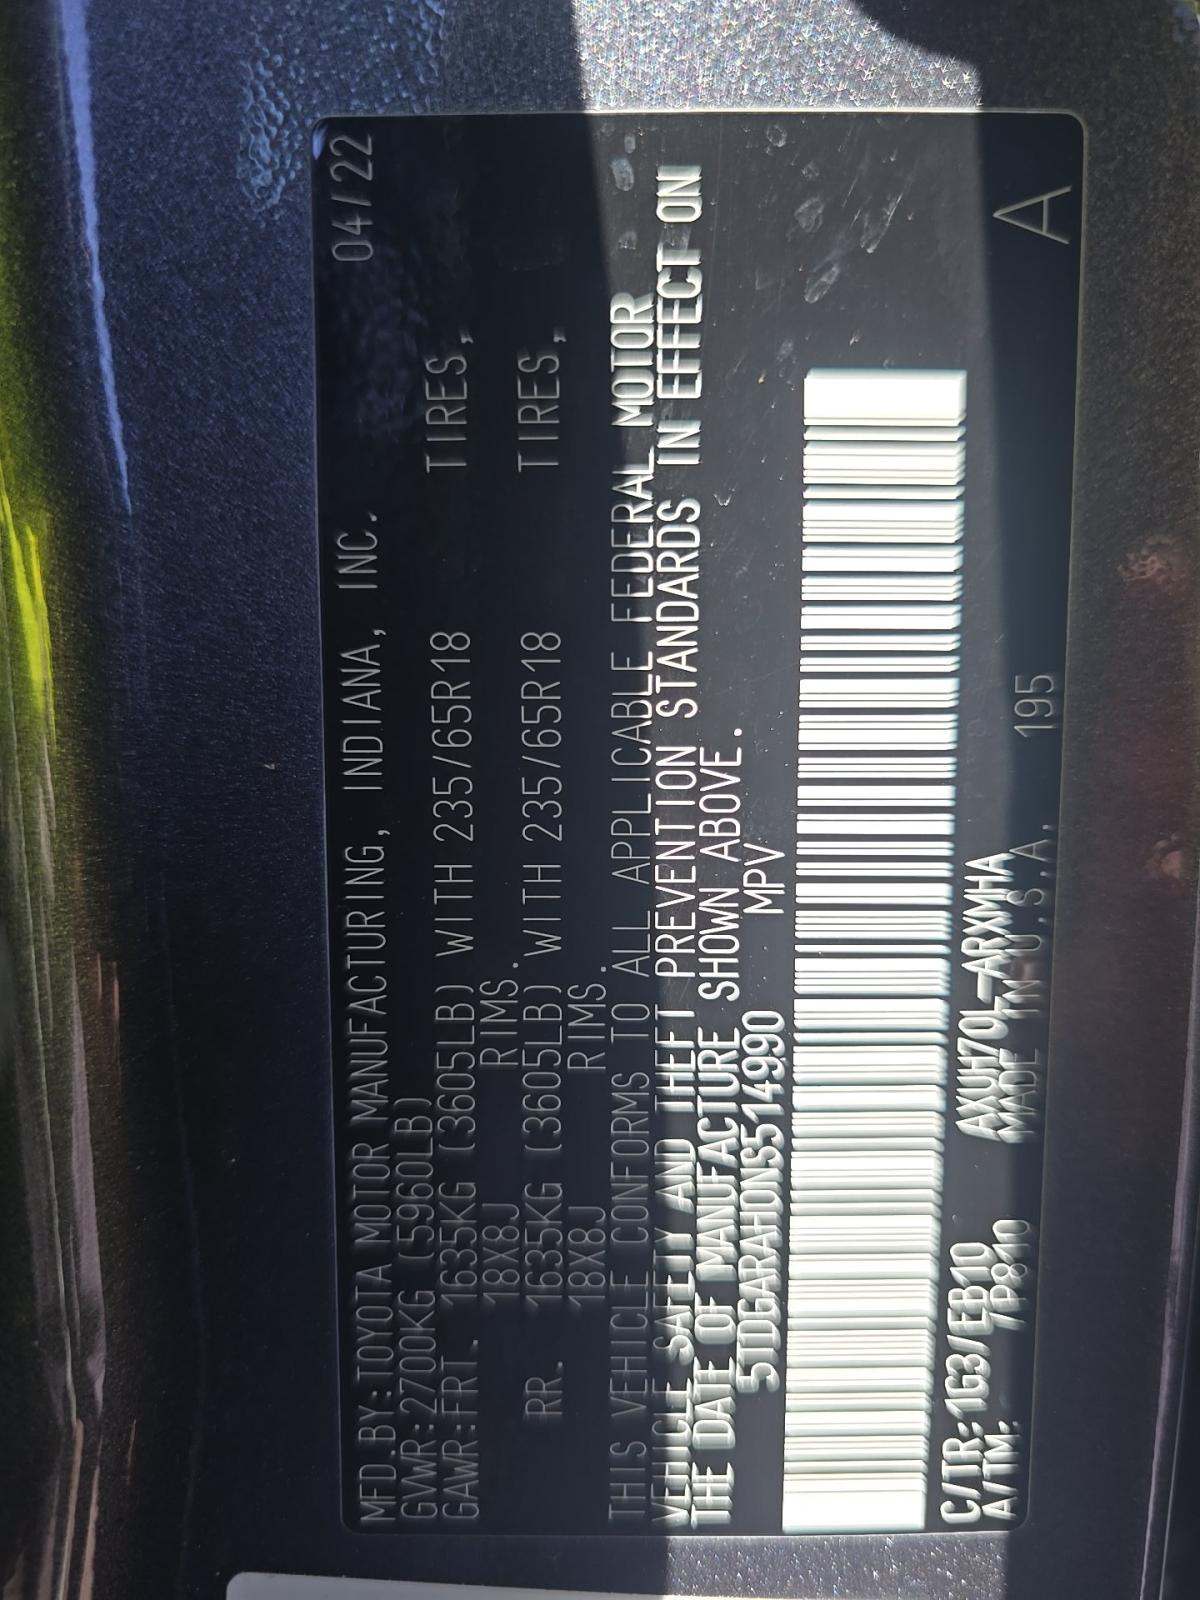 MFD.BY:TOYOTA MOTOR MANUFACTURING, INDIANA, INC. 04/22
GVWR:2700KG (5960LB)
GAWR:FRT. 1635KG (3605LB) WITH 235/65R18 TIRES,
18X8J RIMS.
RR. 1635KG (3605LB) WITH 235/65R18 TIRES,
18X8J RIMS.
THIS VEHICLE CONFORMS TO ALL APPLICABLE FEDERAL MOTOR
VEHICLE SAFETY AND THEFT PREVENTION STANDARDS IN EFFECT ON
THE DATE OF MANUFACTURE SHOWN ABOVE.
5TDGARAH0NS514990 MPV
C/TR:1G3/EB10 AXUH70L-ARXMHA
A/TM: /P810 MADE IN U.S.A. 195 A